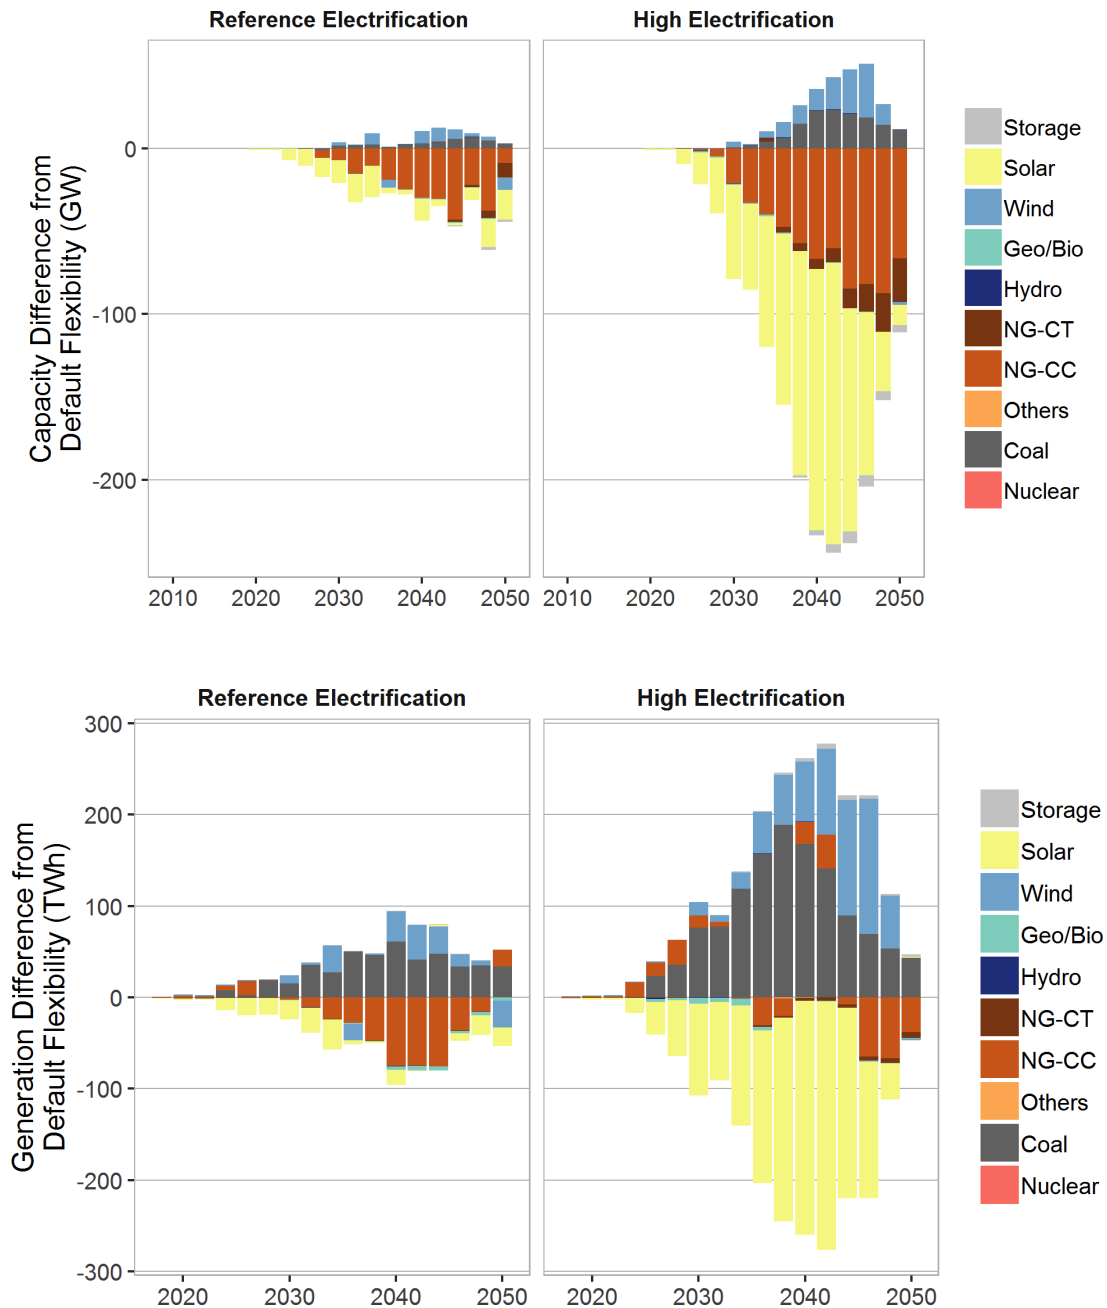 Reference Electrification
High Electrification
Capacity Difference from
Default Flexibility (GW)
0
-100
-200
2010
2020
2030
2040
2050
2010
2020
2030
2040
2050
Storage
Solar
Wind
Geo/Bio
Hydro
NG-CT
NG-CC
Others
Coal
Nuclear
Reference Electrification
High Electrification
Generation Difference from
Default Flexibility (TWh)
300
200
100
0
-100
-200
-300
2020
2030
2040
2050
2020
2030
2040
2050
Storage
Solar
Wind
Geo/Bio
Hydro
NG-CT
NG-CC
Others
Coal
Nuclear